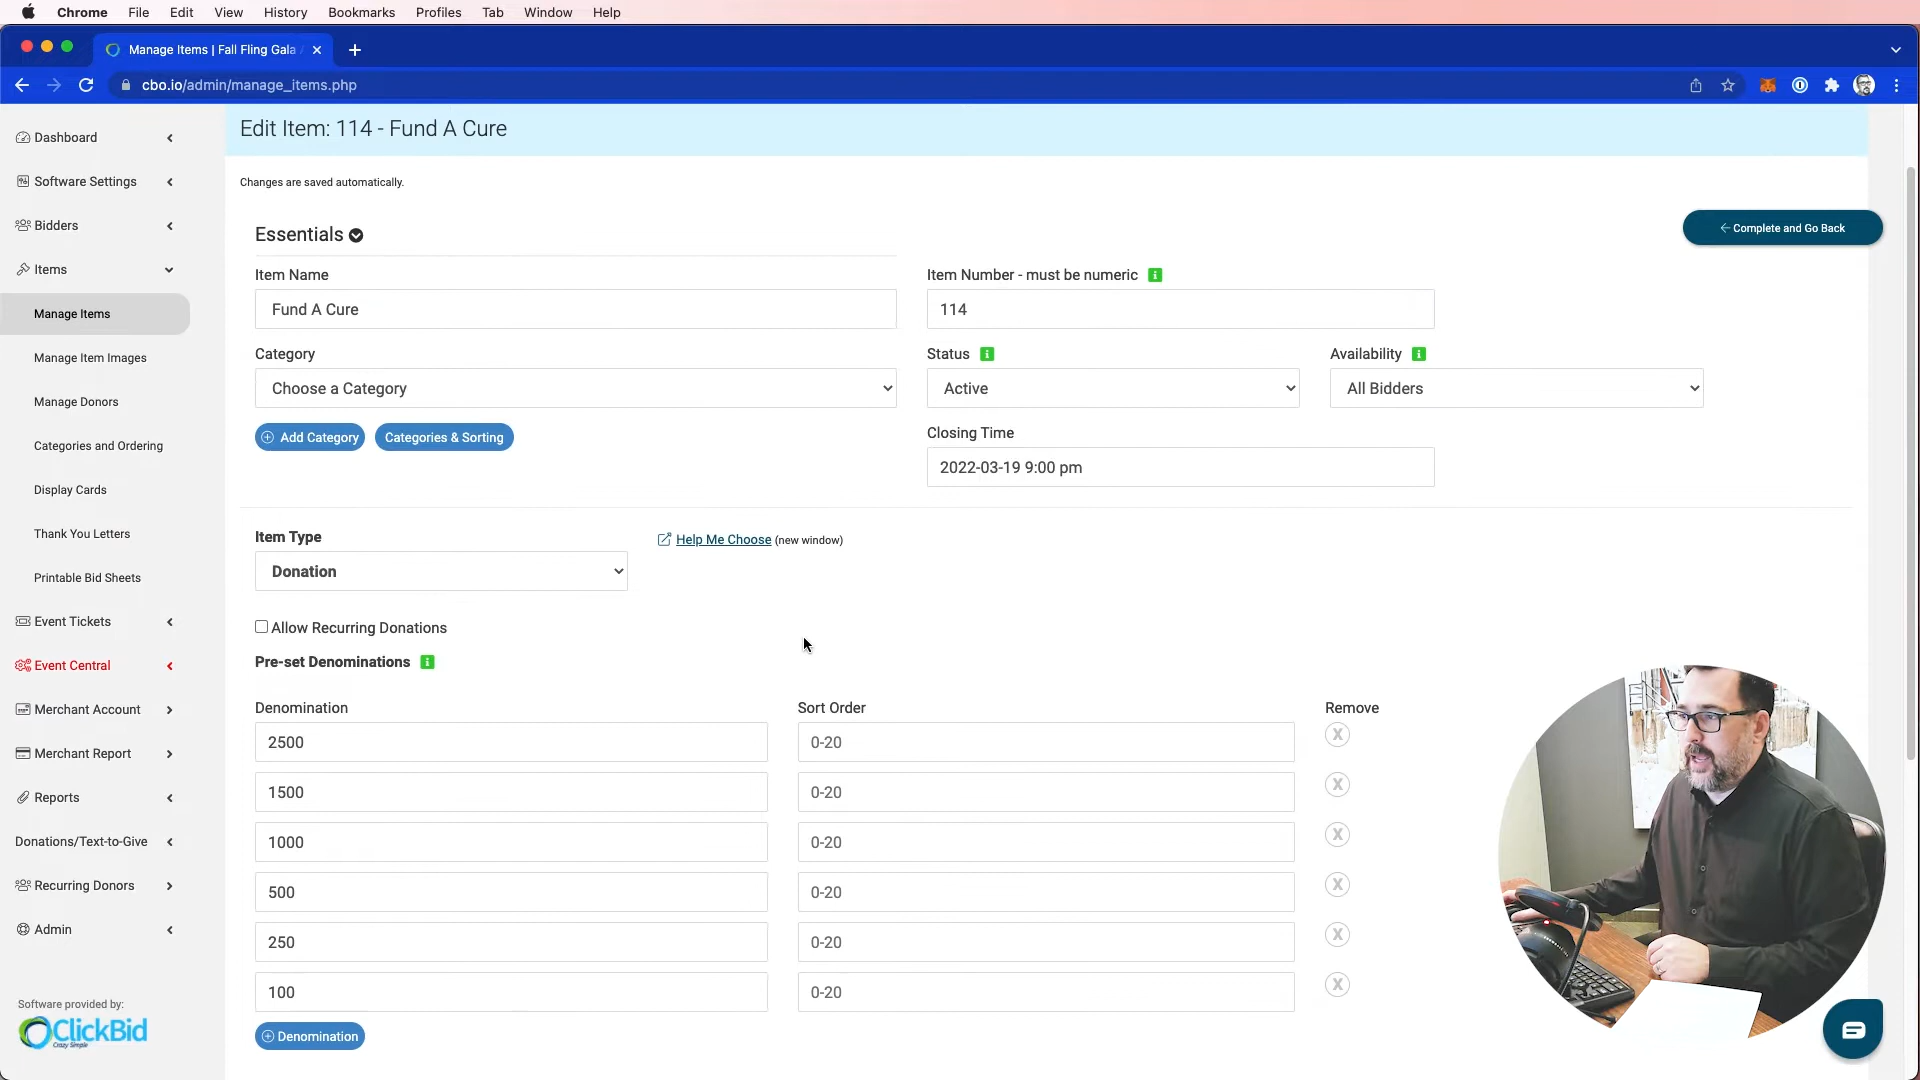 Chrome File Edit View History Bookmarks Profiles Tab Window Help
Manage Items | Fall Fling Gala
cbo.io/admin/manage_items.php
Dashboard
Software Settings
Bidders
Items
Manage Items
Manage Item Images
Manage Donors
Categories and Ordering
Display Cards
Thank You Letters
Printable Bid Sheets
Event Tickets
Event Central
Merchant Account
Merchant Report
Reports
Donations/Text-to-Give
Recurring Donors
Admin
Software provided by:
ClickBid
Crazy Simple
Edit Item: 114 - Fund A Cure
Changes are saved automatically.
Complete and Go Back
Essentials
Item Name
Fund A Cure
Item Number - must be numeric
114
Category
Choose a Category
Status
Active
Availability
All Bidders
Add Category
Categories & Sorting
Closing Time
2022-03-19 9:00 pm
Item Type
Donation
Help Me Choose (new window)
Allow Recurring Donations
Pre-set Denominations
Denomination Sort Order Remove
2500 0-20 X
1500 0-20 X
1000 0-20 X
500 0-20 X
250 0-20 X
100 0-20 X
Denomination